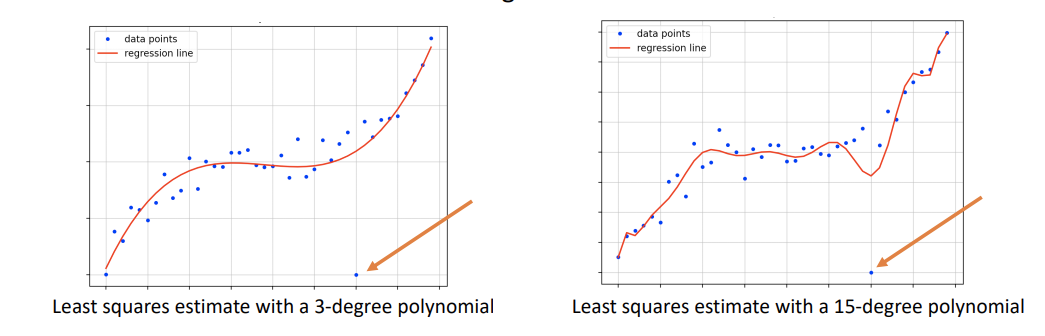 data points
regression line
data points
regression line
Least squares estimate with a 3-degree polynomial
Least squares estimate with a 15-degree polynomial